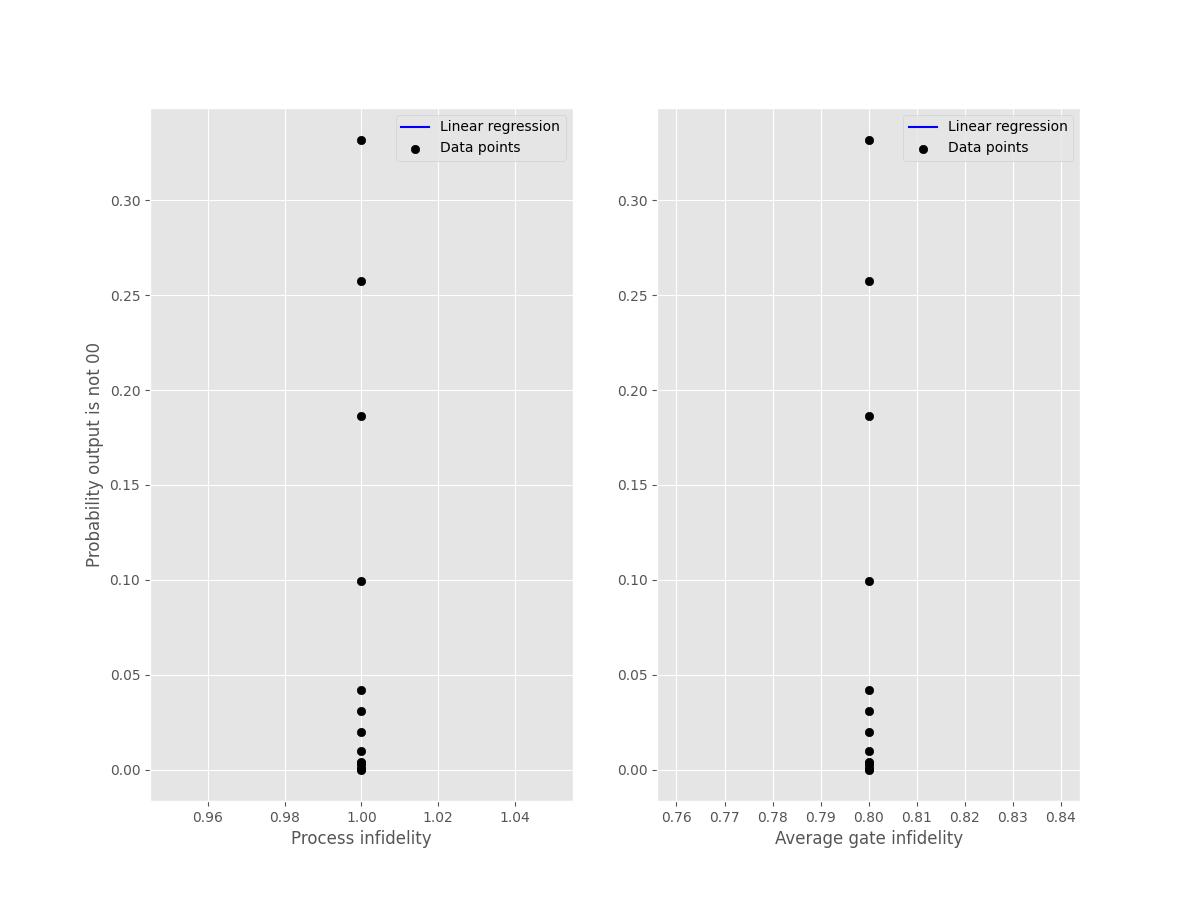 Linear regression
Data points
0.30
0.25
0.20
0.15
0.10
0.05
0.00
Probability output is not 00
0.96 0.98 1.00 1.02 1.04
Process infidelity
Linear regression
Data points
0.30
0.25
0.20
0.15
0.10
0.05
0.00
0.76 0.77 0.78 0.79 0.80 0.81 0.82 0.83 0.84
Average gate infidelity